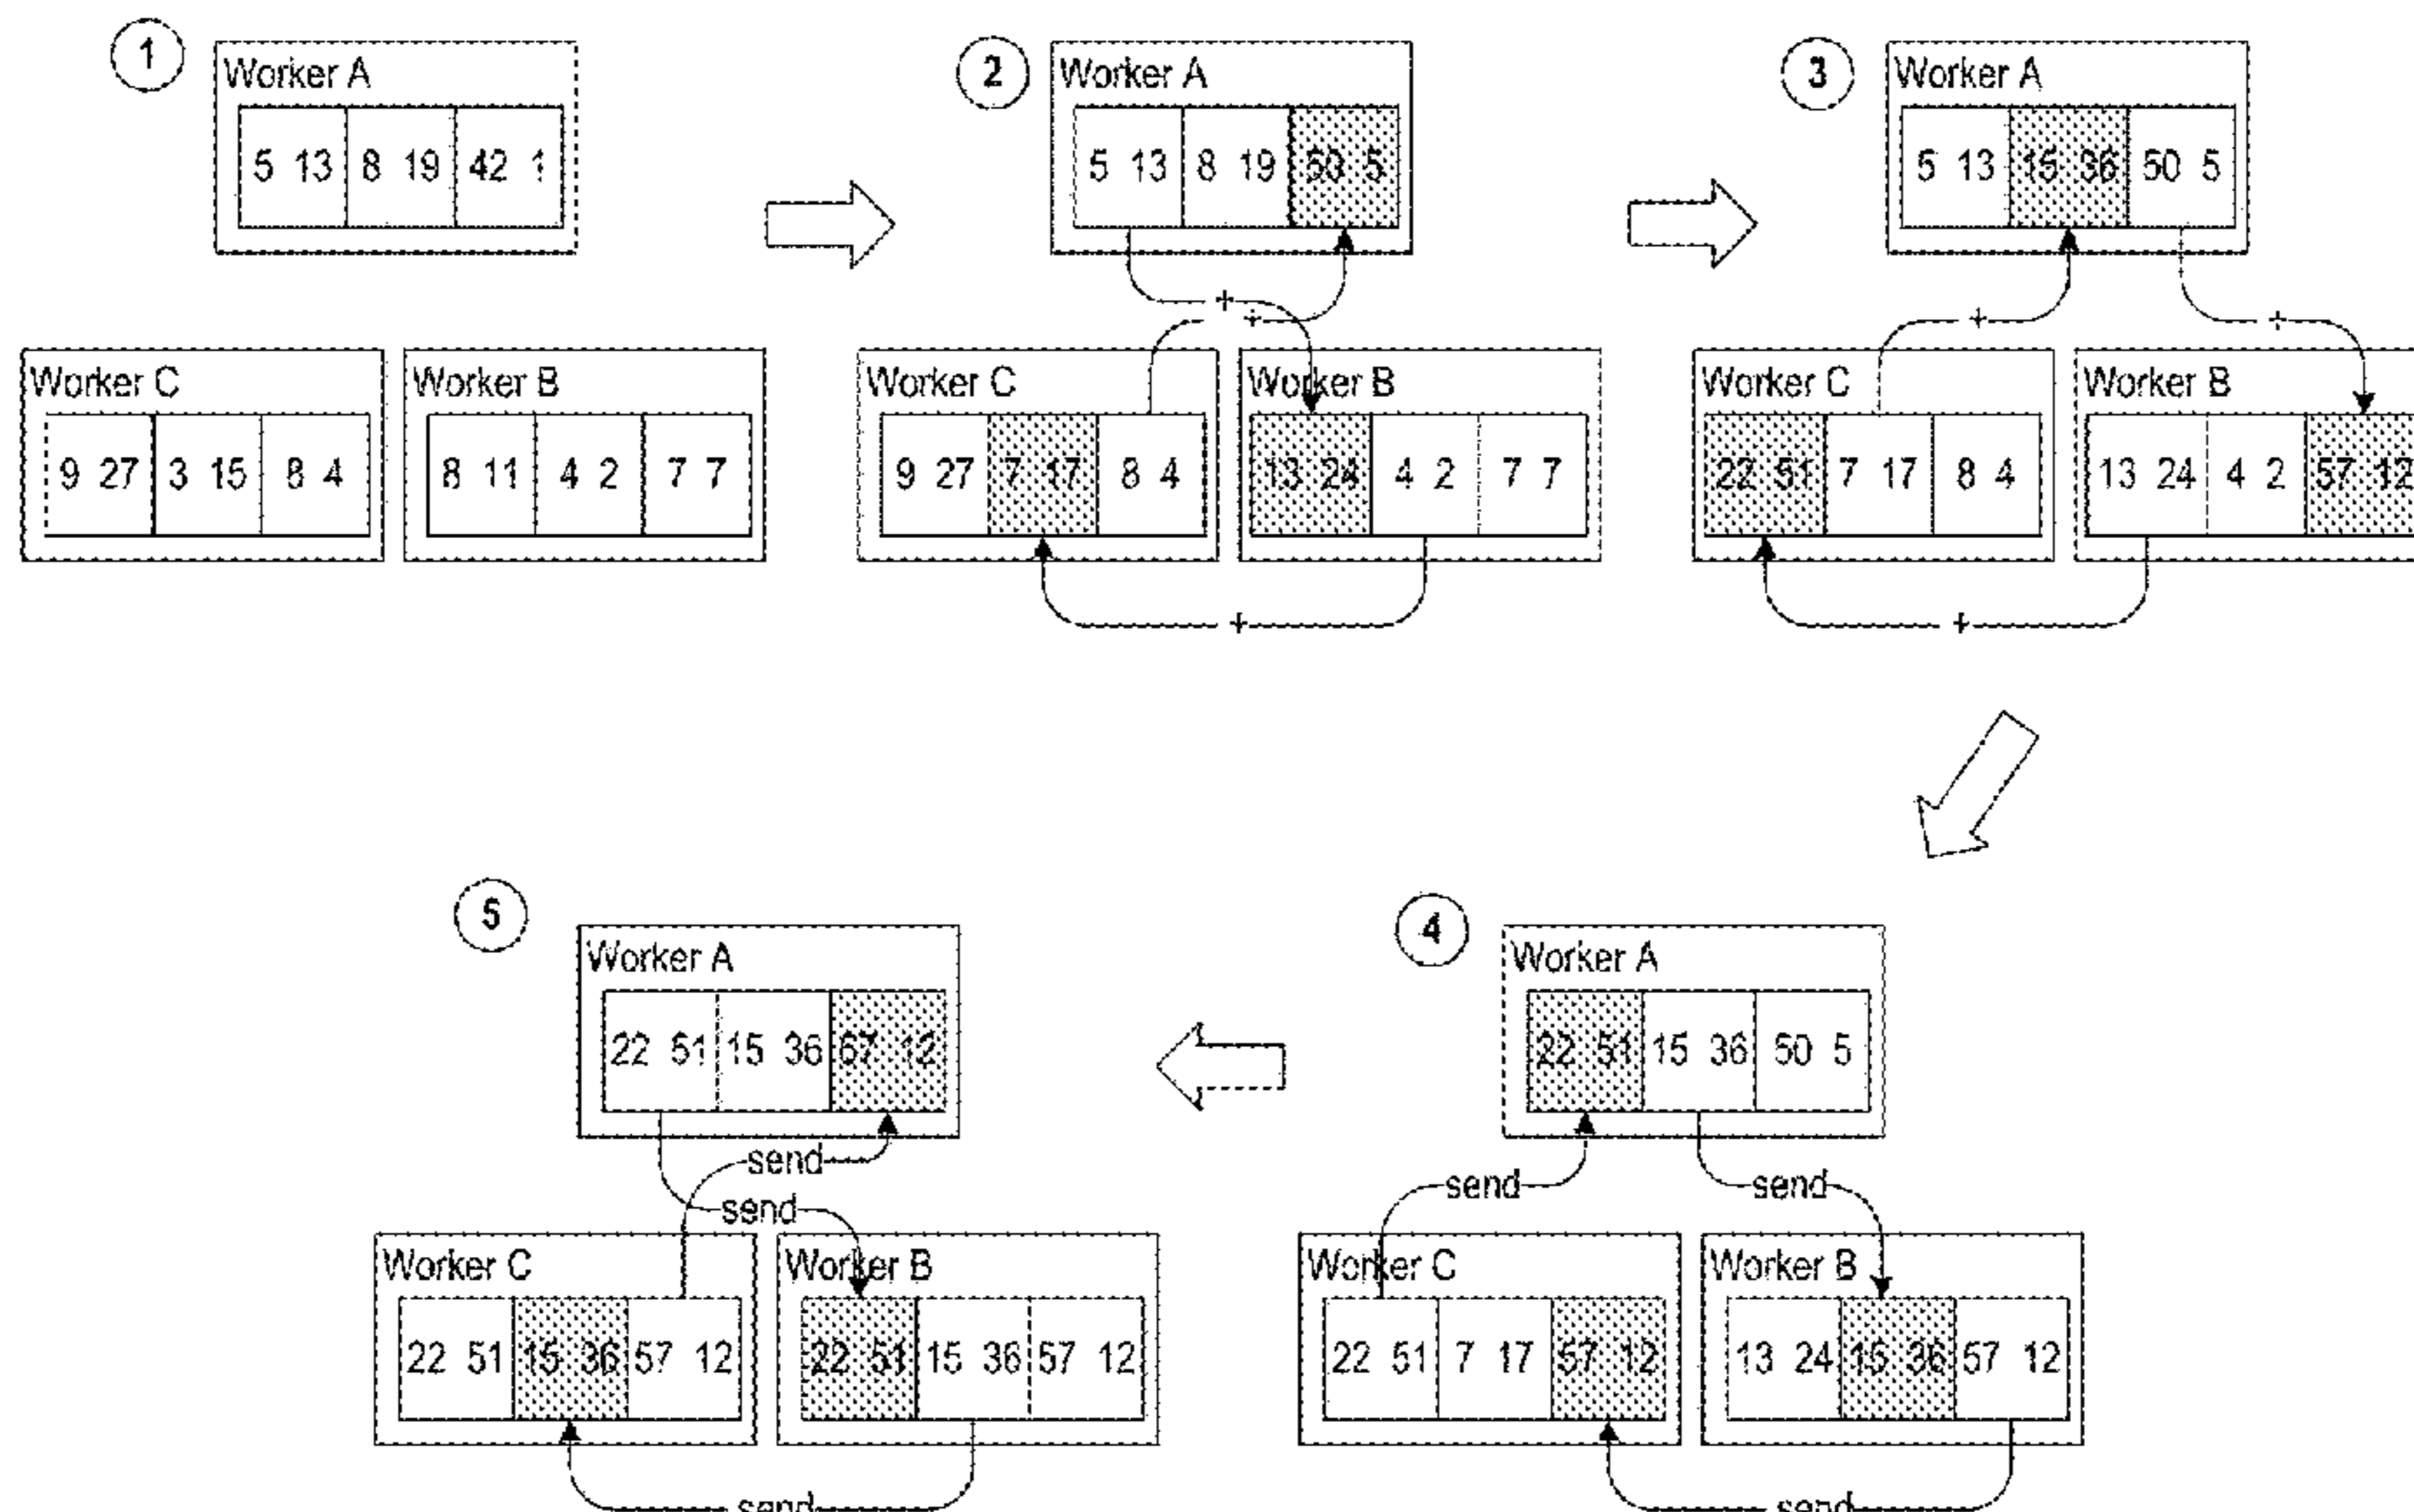 1
Worker A
5 13 8 19 42 1
Worker C
9 27 3 15 8 4
Worker B
8 11 4 2 7 7
2
Worker A
5 13 8 19 50 5
+
+
Worker C
9 27 7 17 8 4
Worker B
13 24 4 2 7 7
+
3
Worker A
5 13 15 36 50 5
+
+
Worker C
22 51 7 17 8 4
Worker B
13 24 4 2 57 12
+
5
Worker A
22 51 15 36 57 12
send
send
Worker C
22 51 15 36 57 12
Worker B
22 51 15 36 57 12
send
4
Worker A
22 51 15 36 50 5
send
send
Worker C
22 51 7 17 57 12
Worker B
13 24 15 36 57 12
send